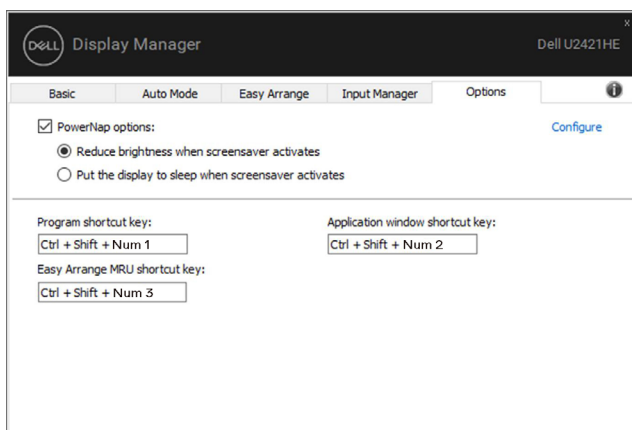 x
DELL Display Manager
Dell U2421HE
Basic Auto Mode Easy Arrange Input Manager Options i
PowerNap options: Configure
Reduce brightness when screensaver activates
Put the display to sleep when screensaver activates
Program shortcut key: Application window shortcut key:
Ctrl + Shift + Num 1 Ctrl + Shift + Num 2
Easy Arrange MRU shortcut key:
Ctrl + Shift + Num 3